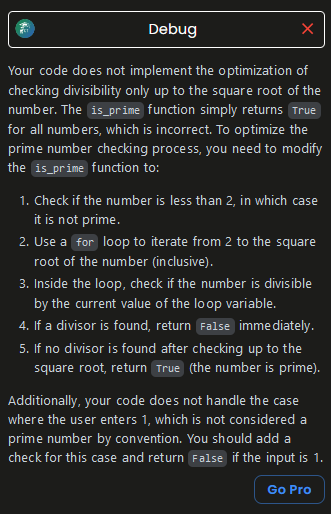 Debug
Your code does not implement the optimization of
checking divisibility only up to the square root of the
number. The is_prime function simply returns True
for all numbers, which is incorrect. To optimize the
prime number checking process, you need to modify
the is_prime function to:
1. Check if the number is less than 2, in which case
it is not prime.
2. Use a for loop to iterate from 2 to the square
root of the number (inclusive).
3. Inside the loop, check if the number is divisible
by the current value of the loop variable.
4. If a divisor is found, return False immediately.
5. If no divisor is found after checking up to the
square root, return True (the number is prime).
Additionally, your code does not handle the case
where the user enters 1, which is not considered a
prime number by convention. You should add a
check for this case and return False if the input is 1.
Go Pro